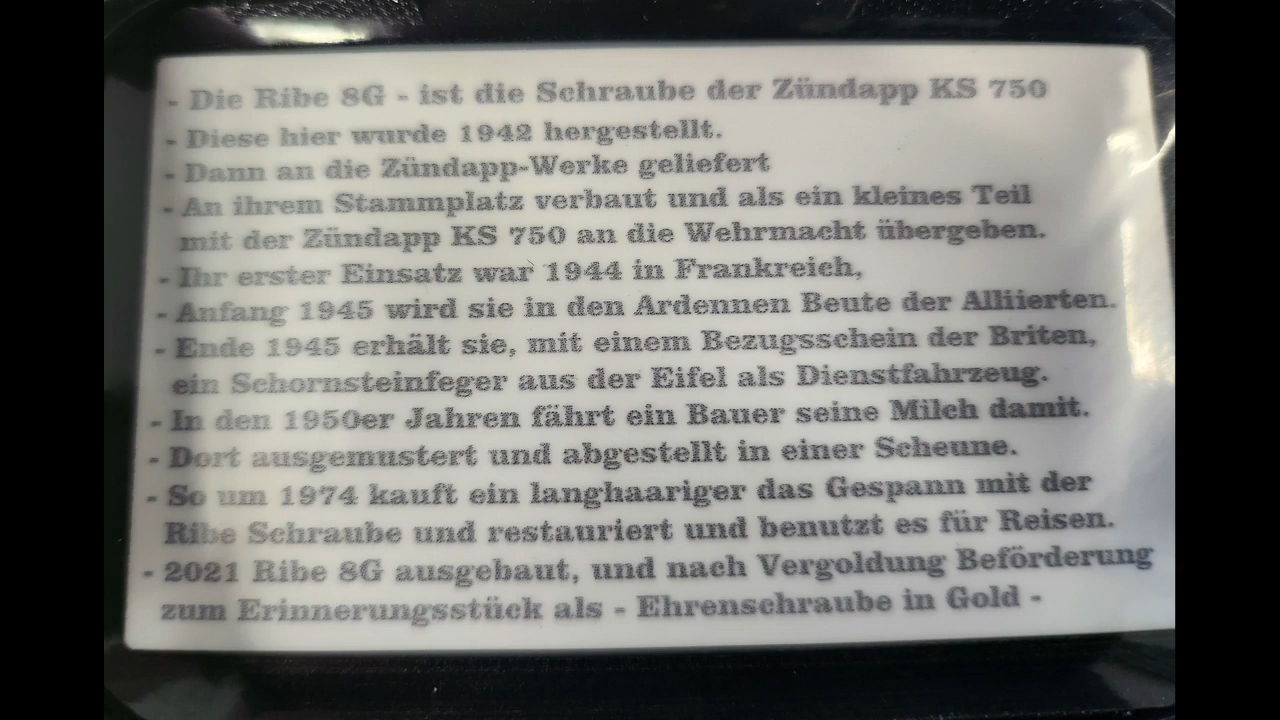 - Die Ribe 8G - ist die Schraube der Zündapp KS 750
- Diese hier wurde 1942 hergestellt.
- Dann an die Zündapp-Werke geliefert
- An ihrem Stammplatz verbaut und als ein kleines Teil
mit der Zündapp KS 750 an die Wehrmacht übergeben.
- Ihr erster Einsatz war 1944 in Frankreich,
- Anfang 1945 wird sie in den Ardennen Beute der Alliierten.
- Ende 1945 erhält sie, mit einem Bezugsschein der Briten,
ein Schornsteinfeger aus der Eifel als Dienstfahrzeug.
- In den 1950er Jahren fährt ein Bauer seine Milch damit.
- Dort ausgemustert und abgestellt in einer Scheune.
- So um 1974 kauft ein langhaariger das Gespann mit der
Ribe Schraube und restauriert und benutzt es für Reisen.
- 2021 Ribe 8G ausgebaut, und nach Vergoldung Beförderung
zum Erinnerungsstück als - Ehrenschraube in Gold -